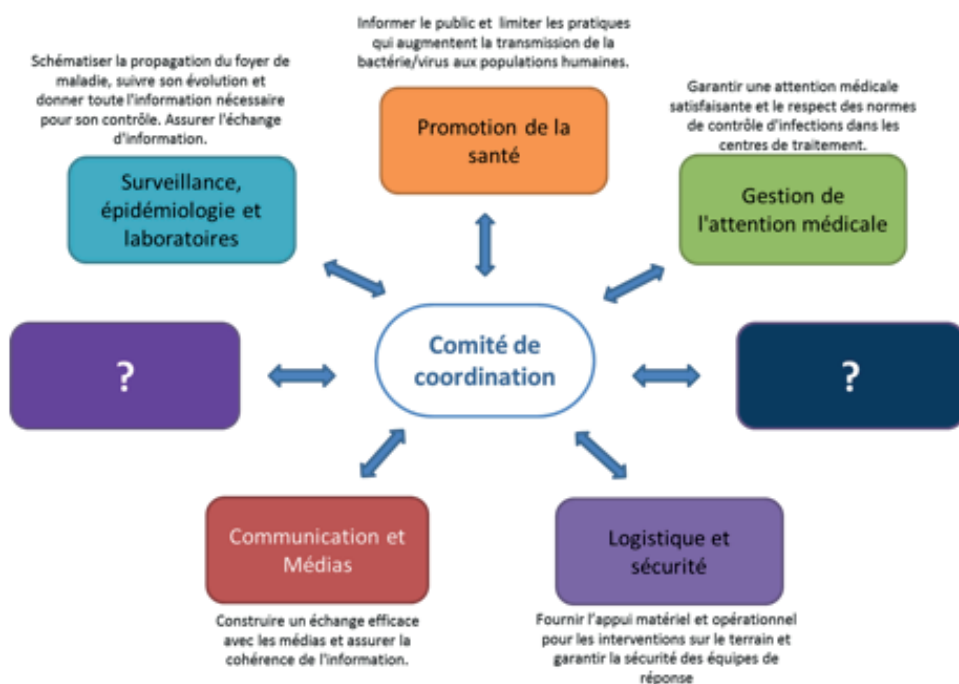 Informer le public et limiter les pratiques
qui augmentent la transmission de la
bactérie/virus aux populations humaines.
Schématiser la propagation du foyer de
maladie, suivre son évolution et
donner toute l'information nécessaire
pour son contrôle. Assurer l'échange
d'information.
Garantir une attention médicale
satisfaisante et le respect des normes
de contrôle d'infections dans les
centres de traitement.
Promotion de la
santé
Surveillance,
épidémiologie et
laboratoires
Gestion de
l'attention médicale
?
Comité de
coordination
?
Communication et
Médias
Logistique et
sécurité
Construire un échange efficace
avec les médias et assurer la
cohérence de l'information.
Fournir l'appui matériel et opérationnel
pour les interventions sur le terrain et
garantir la sécurité des équipes de
réponse